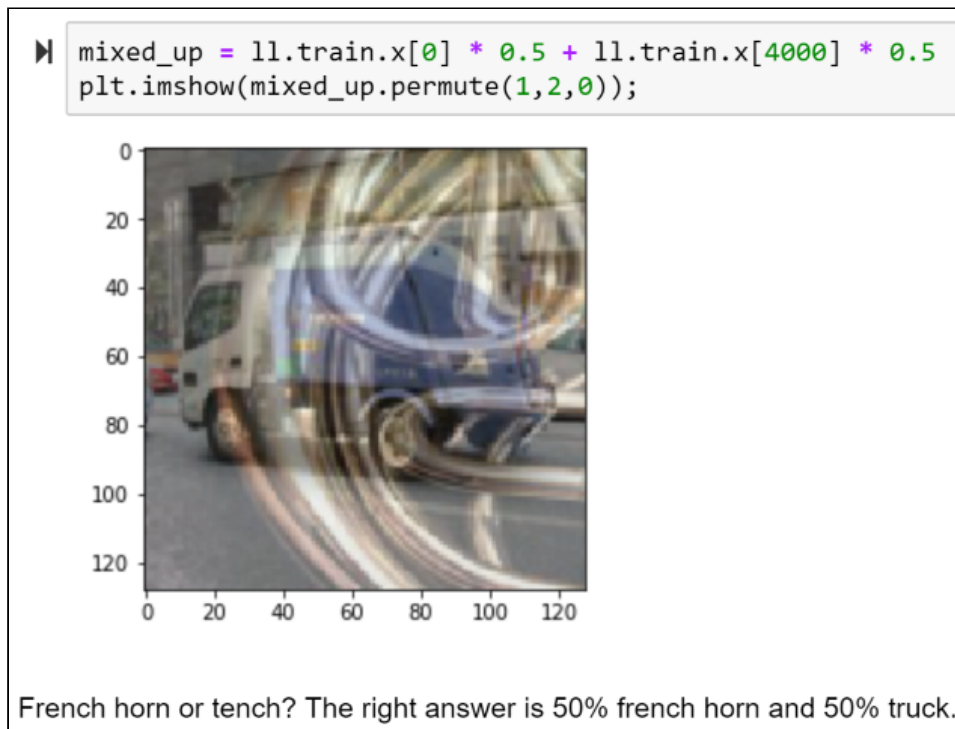 mixed_up = ll.train.x[0] * 0.5 + ll.train.x[4000] * 0.5
plt.imshow(mixed_up.permute(1,2,0));
0
20
40
60
80
100
120
0 20 40 60 80 100 120
French horn or tench? The right answer is 50% french horn and 50% truck.